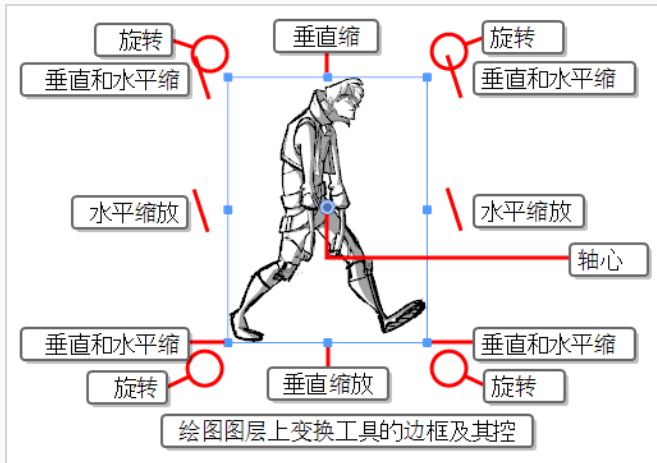 旋转
垂直缩
旋转
垂直和水平缩
垂直和水平缩
水平缩放
水平缩放
轴心
垂直和水平缩
垂直和水平缩
旋转
垂直缩放
旋转
绘图图层上变换工具的边框及其控